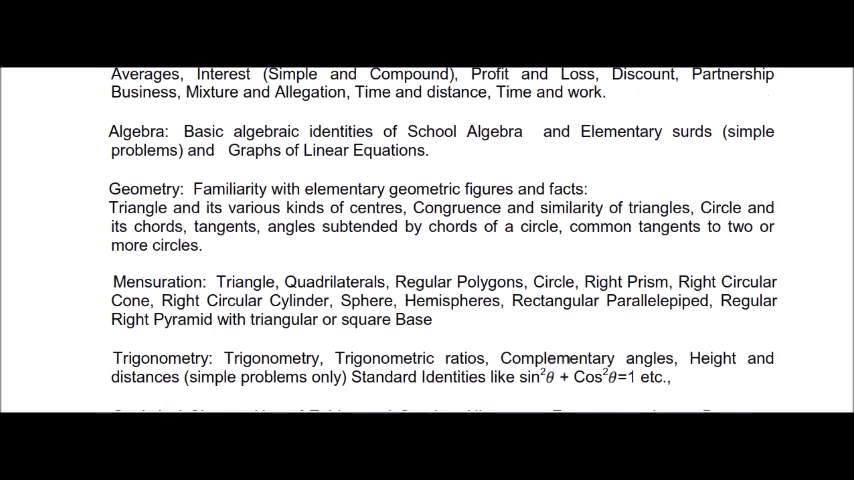 Averages, Interest (Simple and Compound), Profit and Loss, Discount, Partnership
Business, Mixture and Allegation, Time and distance, Time and work.
Algebra: Basic algebraic identities of School Algebra and Elementary surds (simple
problems) and Graphs of Linear Equations.
Geometry: Familiarity with elementary geometric figures and facts:
Triangle and its various kinds of centres, Congruence and similarity of triangles, Circle and
its chords, tangents, angles subtended by chords of a circle, common tangents to two or
more circles.
Mensuration: Triangle, Quadrilaterals, Regular Polygons, Circle, Right Prism, Right Circular
Cone, Right Circular Cylinder, Sphere, Hemispheres, Rectangular Parallelepiped, Regular
Right Pyramid with triangular or square Base
Trigonometry: Trigonometry, Trigonometric ratios, Complementary angles, Height and
distances (simple problems only) Standard Identities like sin²θ + Cos²θ=1 etc.,